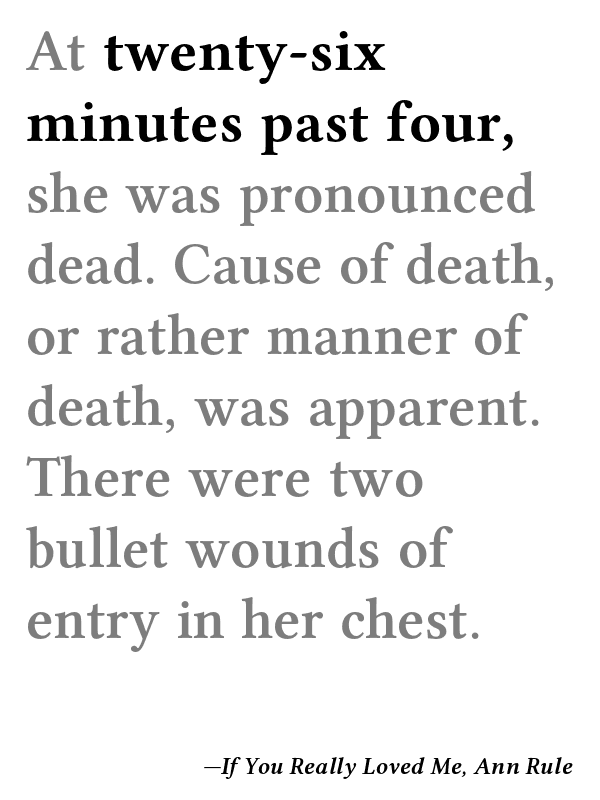 At twenty-six
minutes past four,
she was pronounced
dead. Cause of death,
or rather manner of
death, was apparent.
There were two
bullet wounds of
entry in her chest.
—If You Really Loved Me, Ann Rule